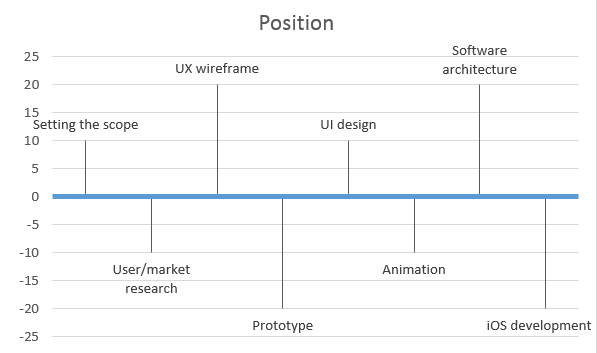 Position
Software
architecture
25
UX wireframe
20
15
Setting the scope
UI design
10
5
0
-5
-10
User/market
research
Animation
-15
-20
Prototype
iOS development
-25